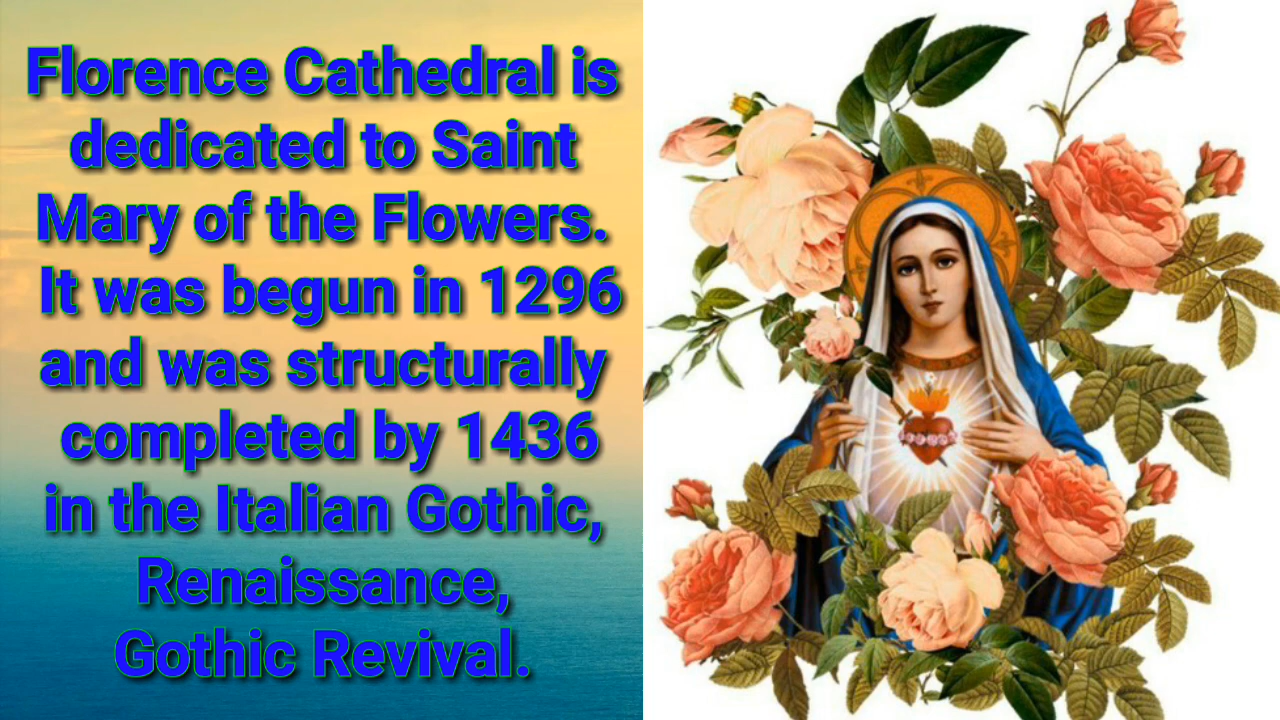 Florence Cathedral is
dedicated to Saint
Mary of the Flowers.
It was begun in 1296
and was structurally
completed by 1436
in the Italian Gothic,
Renaissance,
Gothic Revival.